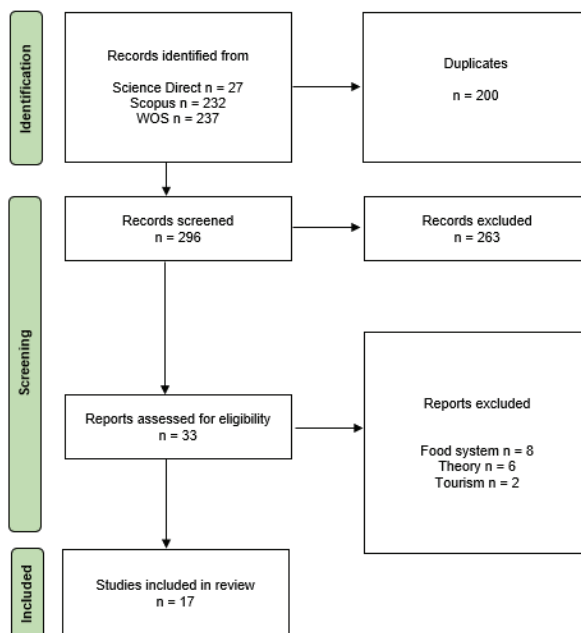 Identification
Records identified from
Science Direct n = 27
Scopus n = 232
WOS n = 237
Duplicates
n = 200
Screening
Records screened
n = 296
Records excluded
n = 263
Reports assessed for eligibility
n = 33
Reports excluded
Food system n = 8
Theory n = 6
Tourism n = 2
Included
Studies included in review
n = 17